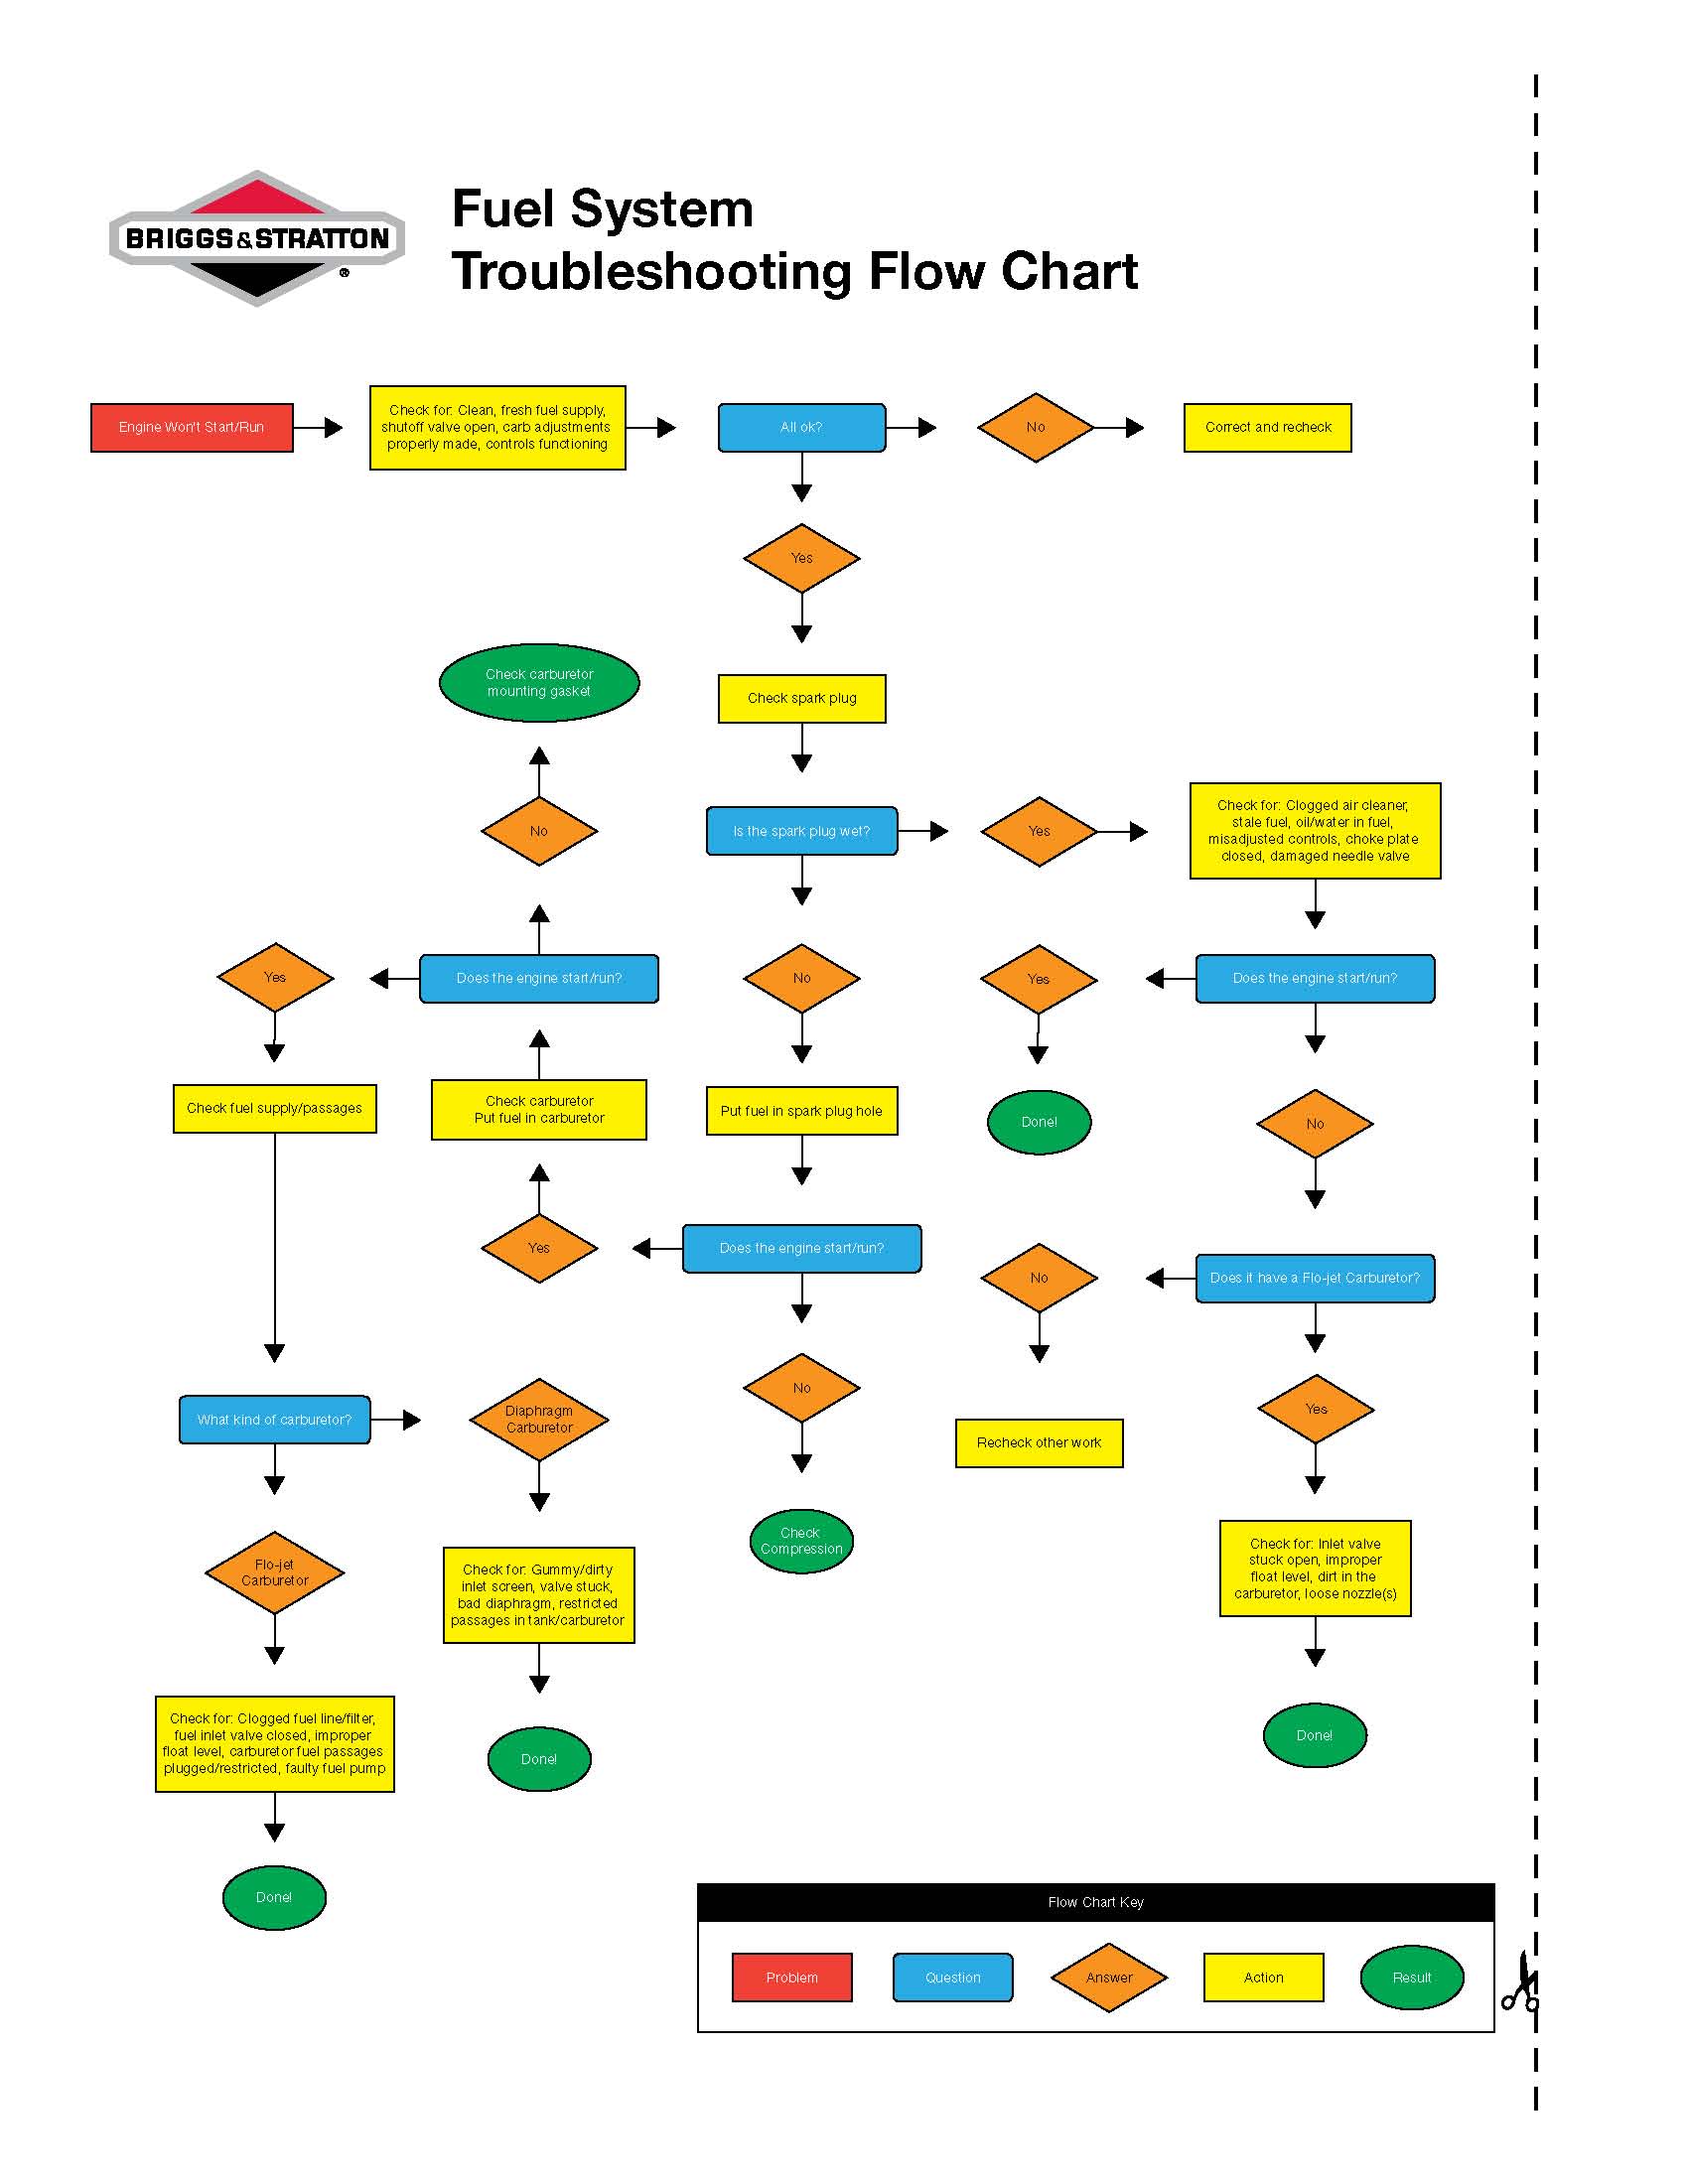 BRIGGS&STRATTON
®
Fuel System
Troubleshooting Flow Chart
Engine Won't Start/Run
Check for: Clean, fresh fuel supply,
shutoff valve open, carb adjustments
properly made, controls functioning
All ok?
No
Correct and recheck
Yes
Check carburetor
mounting gasket
Check spark plug
No
Is the spark plug wet?
Yes
Check for: Clogged air cleaner,
stale fuel, oil/water in fuel,
misadjusted controls, choke plate
closed, damaged needle valve
Yes
Does the engine start/run?
No
Yes
Does the engine start/run?
Check fuel supply/passages
Check carburetor
Put fuel in carburetor
Put fuel in spark plug hole
Done!
No
Yes
Does the engine start/run?
No
Does it have a Flo-jet Carburetor?
What kind of carburetor?
Diaphragm
Carburetor
No
Recheck other work
Yes
Flo-jet
Carburetor
Check for: Gummy/dirty
inlet screen, valve stuck,
bad diaphragm, restricted
passages in tank/carburetor
Check
Compression
Check for: Inlet valve
stuck open, improper
float level, dirt in the
carburetor, loose nozzle(s)
Check for: Clogged fuel line/filter,
fuel inlet valve closed, improper
float level, carburetor fuel passages
plugged/restricted, faulty fuel pump
Done!
Done!
Done!
Flow Chart Key
Problem
Question
Answer
Action
Result